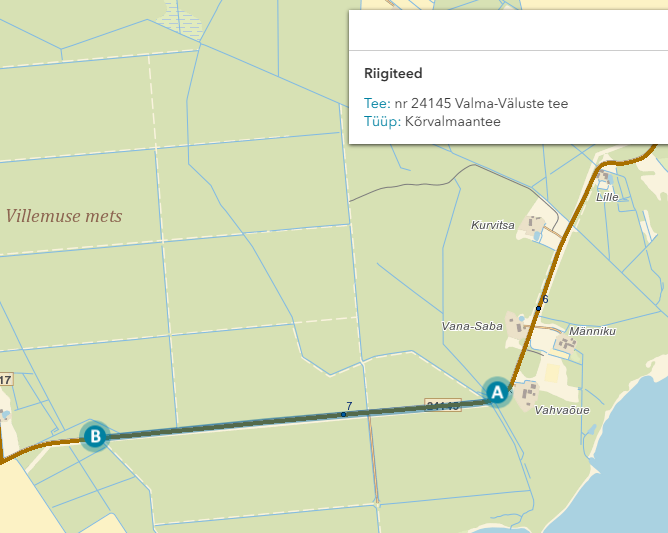 Riigiteed
Tee: nr 24145 Valma-Väluste tee
Tüüp: Kõrvalmaantee
Lille
Villemuse mets
Kurvitsa
6
Vana-Saba
Männiku
17
A
7
24145
Vahvaõue
B